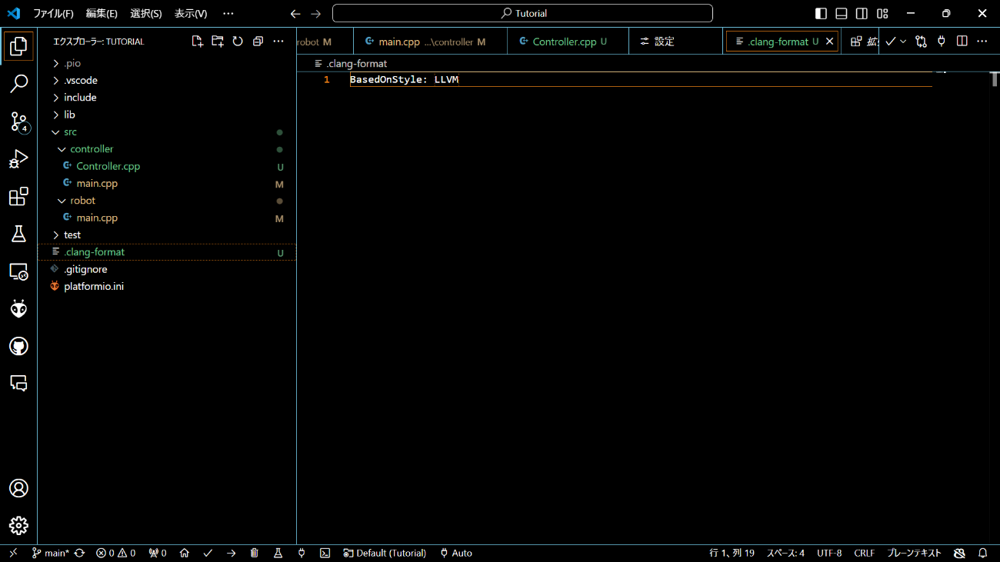 ファイル(F) 編集(E) 選択(S) 表示(V) ··· Tutorial
エクスプローラー: TUTORIAL
robot M main.cpp ...\controller M Controller.cpp U 設定 .clang-format U
.clang-format
1 BasedOnStyle: LLVM
.pio
.vscode
include
lib
src
controller
Controller.cpp U
main.cpp M
robot
main.cpp M
test
.clang-format U
.gitignore
platformio.ini
4
main* 0 0 0 Default (Tutorial) Auto 行 1、列 19 スペース: 4 UTF-8 CRLF プレーンテキスト